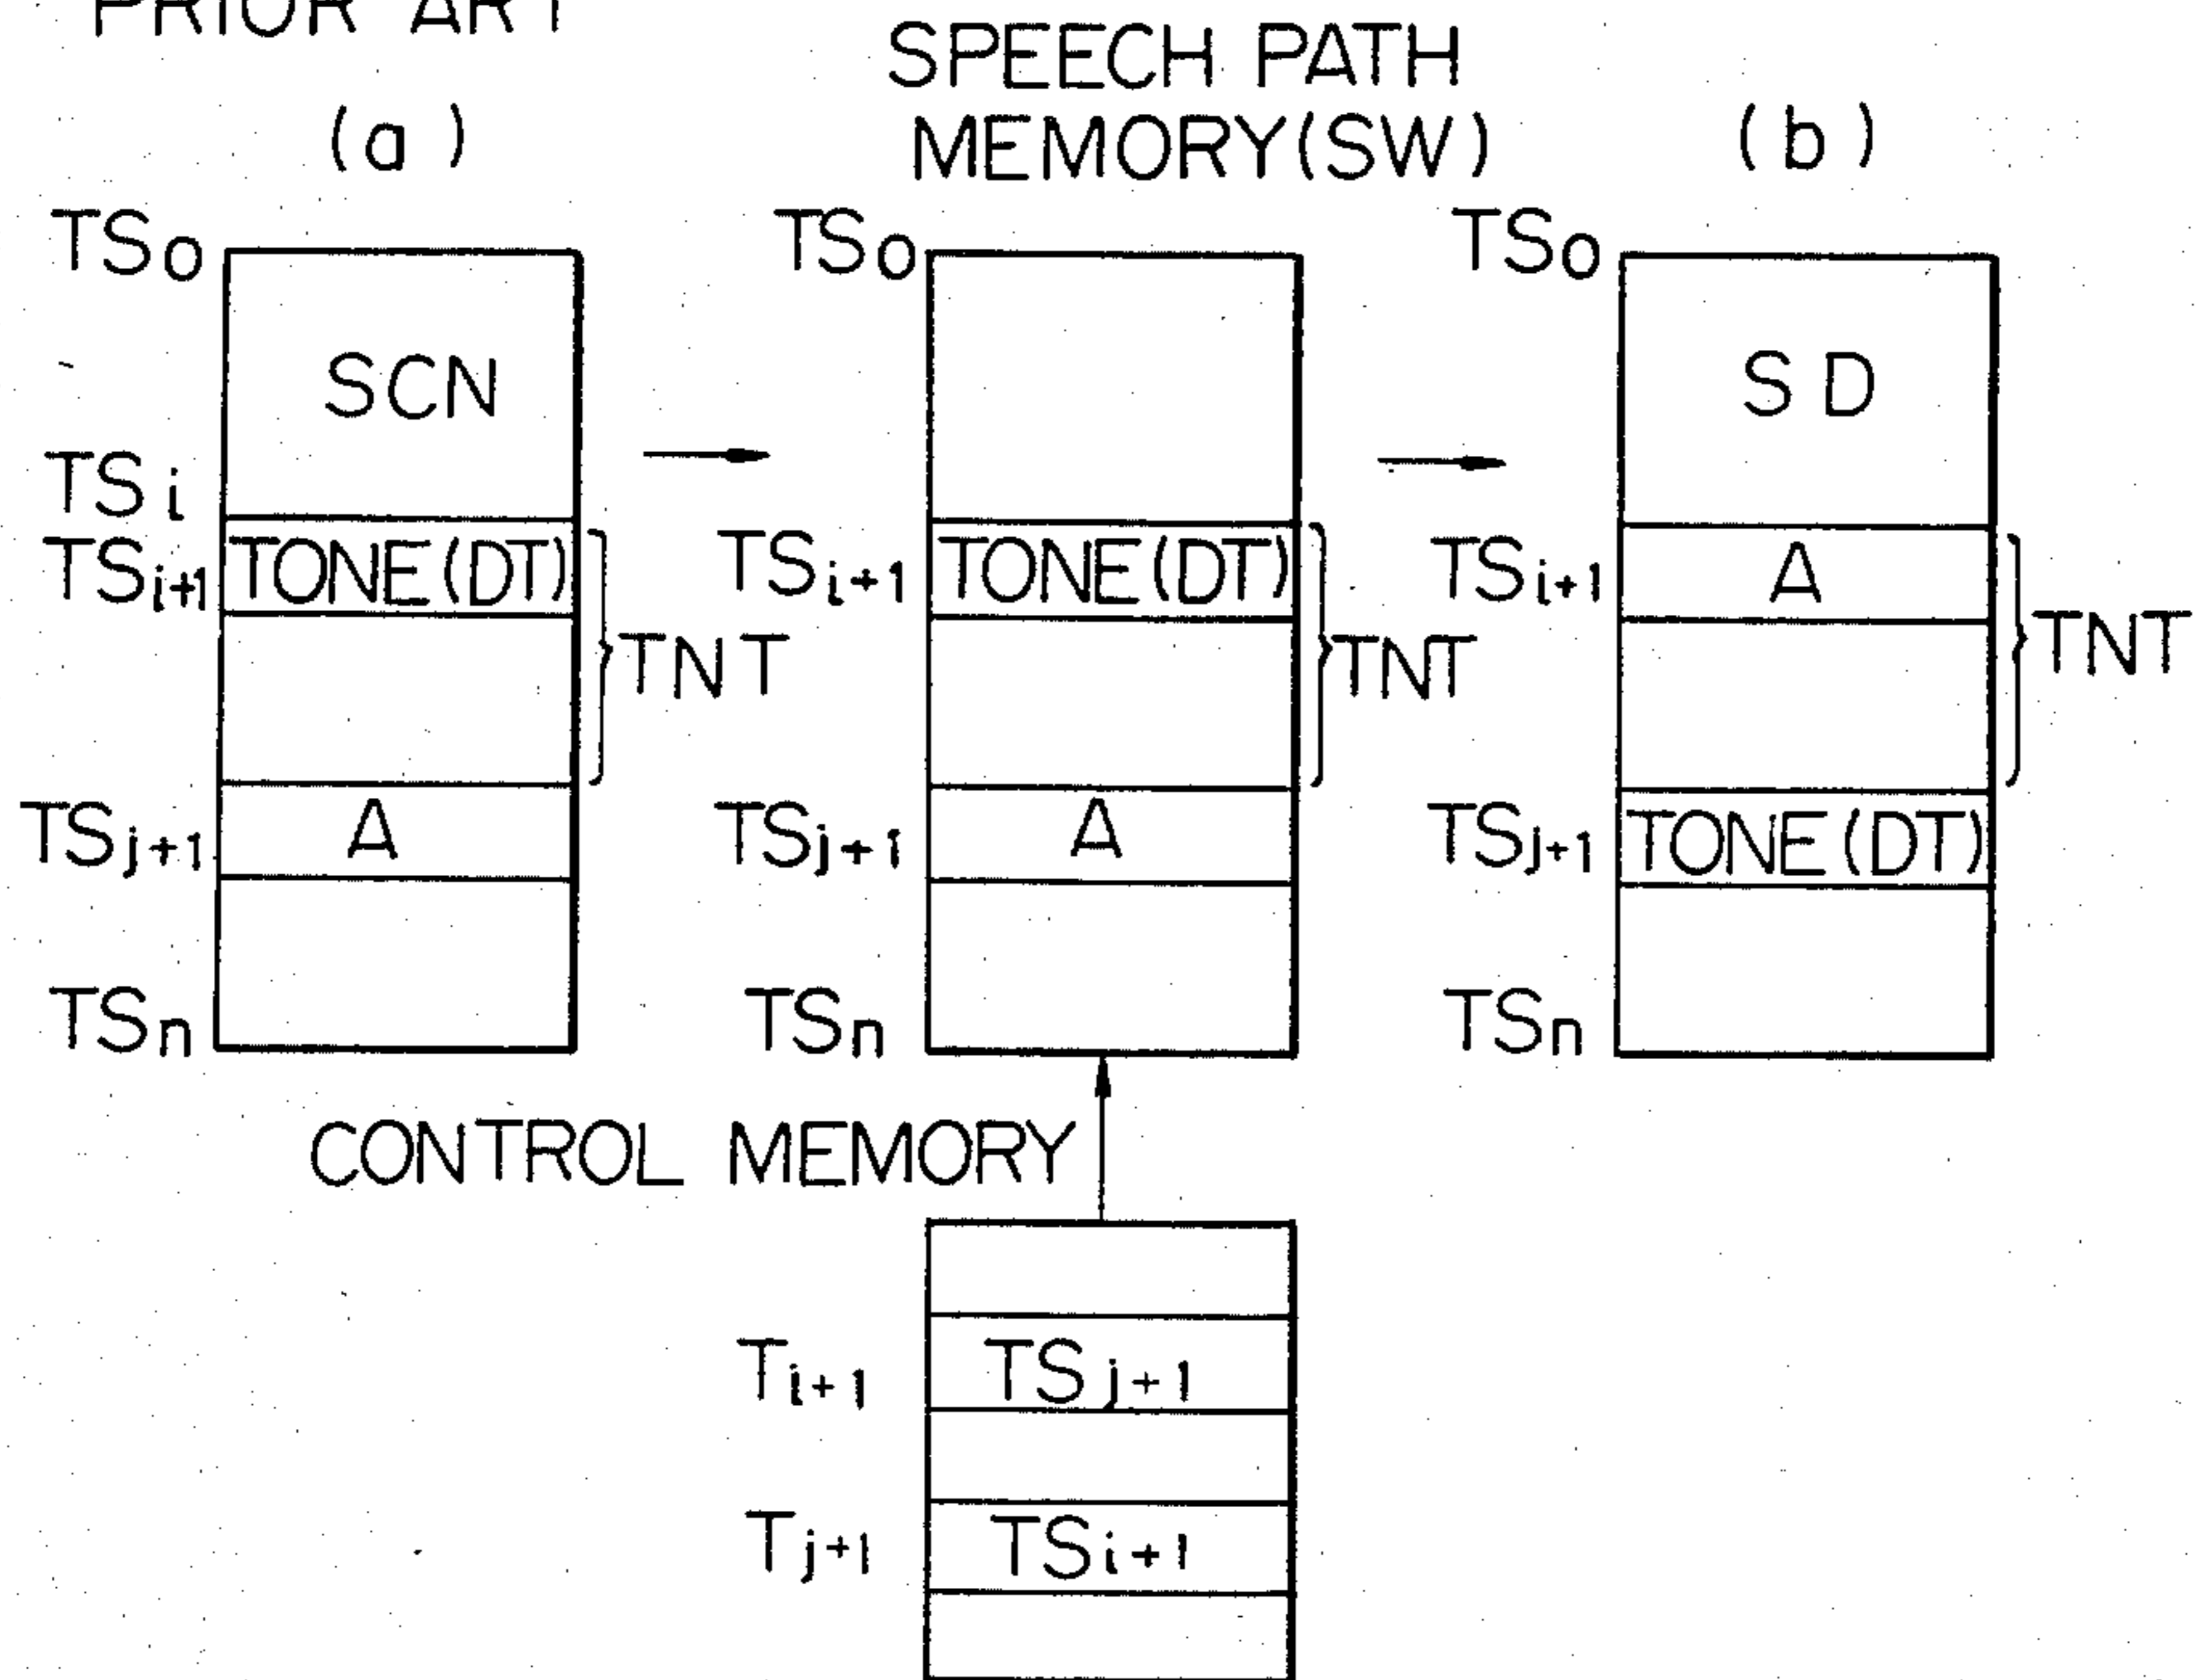 PRIOR ART
SPEECH PATH
MEMORY(SW)
(a)
(b)
TS0
SCN
TSi
TSi+1
TONE(DT)
TNT
TSj+1
A
TSn
TS0
TSi+1
TONE(DT)
TNT
TSj+1
A
TSn
TS0
SD
TSi+1
A
TNT
TSj+1
TONE(DT)
TSn
CONTROL MEMORY
Ti+1
TSj+1
Tj+1
TSi+1